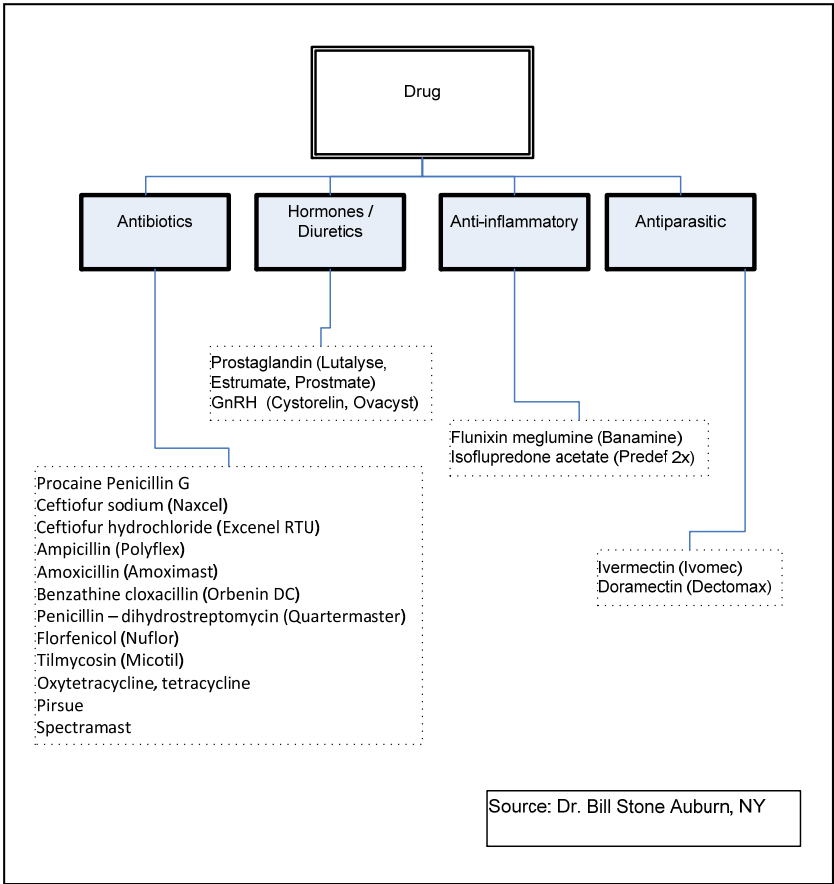 Drug
Antibiotics
Hormones /
Diuretics
Anti-inflammatory
Antiparasitic
Prostaglandin (Lutalyse,
Estrumate, Prostmate)
GnRH (Cystorelin, Ovacyst)
Flunixin meglumine (Banamine)
Isoflupredone acetate (Predef 2x)
Procaine Penicillin G
Ceftiofur sodium (Naxcel)
Ceftiofur hydrochloride (Excenel RTU)
Ampicillin (Polyflex)
Amoxicillin (Amoximast)
Benzathine cloxacillin (Orbenin DC)
Penicillin – dihydrostreptomycin (Quartermaster)
Florfenicol (Nuflor)
Tilmycosin (Micotil)
Oxytetracycline, tetracycline
Pirsue
Spectramast
Ivermectin (Ivomec)
Doramectin (Dectomax)
Source: Dr. Bill Stone Auburn, NY